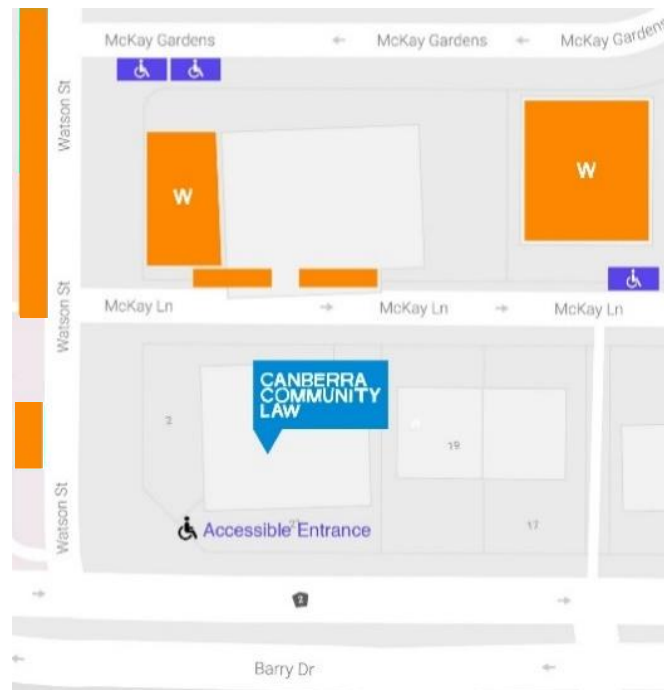 McKay Gardens
McKay Gardens
McKay Gardens
Watson St
W
W
Watson St
McKay Ln
McKay Ln
McKay Ln
CANBERRA
COMMUNITY
LAW
2
19
Watson St
Accessible Entrance
17
2
Barry Dr